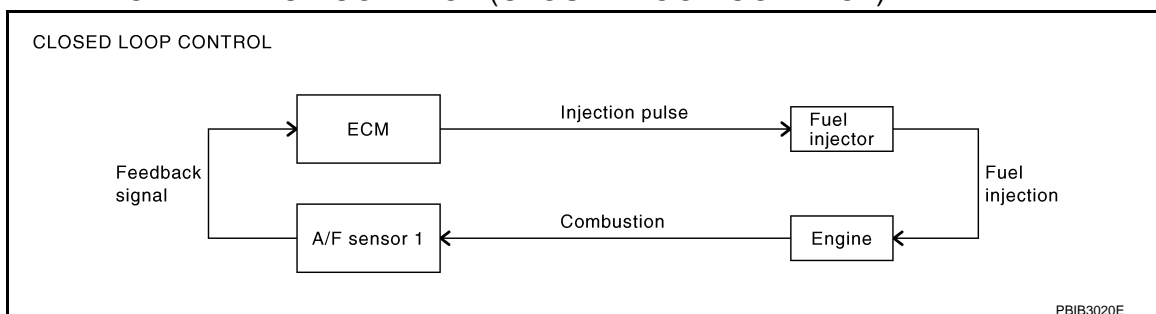 CLOSED LOOP CONTROL
ECM
Injection pulse
Fuel
injector
Feedback
signal
Fuel
injection
A/F sensor 1
Combustion
Engine
PBIB3020E